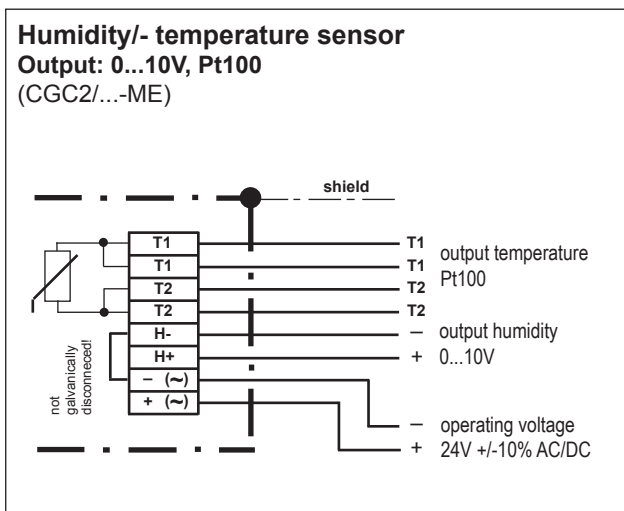 Humidity/- temperature sensor
Output: 0...10V, Pt100
(CGC2/...-ME)
shield
T1
T1
T2
T2
H-
H+
– (~)
+ (~)
not
galvanically
disconneced!
T1
T1
T2
T2
–
+
–
+
output temperature
Pt100
output humidity
0...10V
operating voltage
24V +/-10% AC/DC